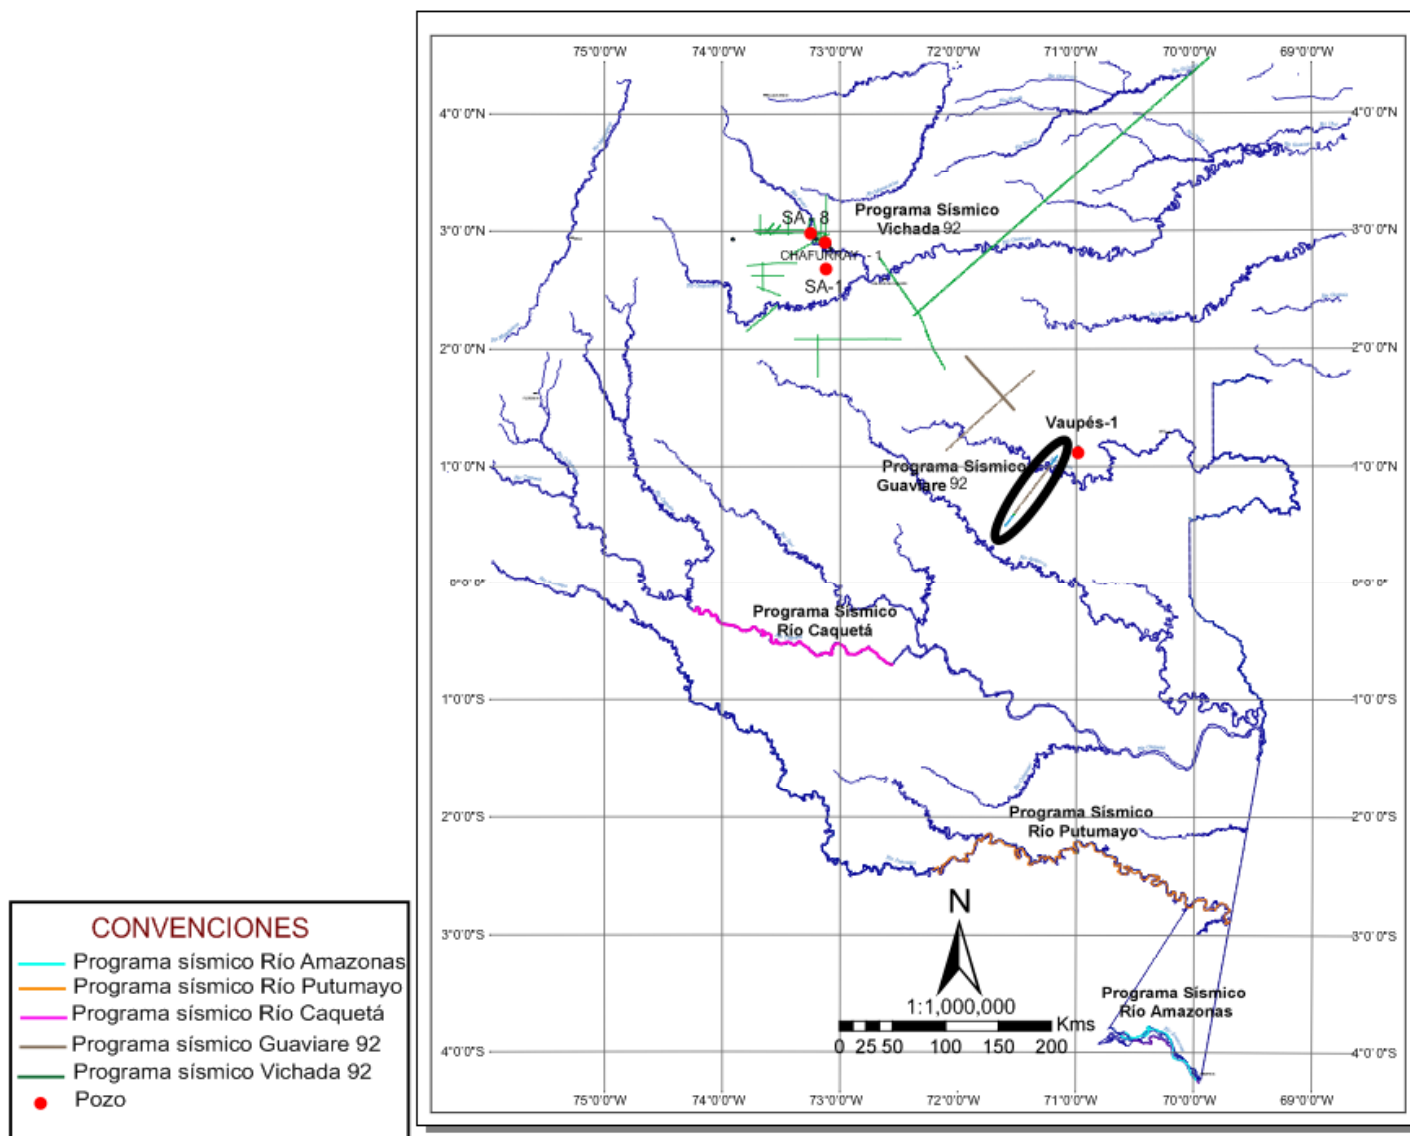 75°0'0"W 74°0'0"W 73°0'0"W 72°0'0"W 71°0'0"W 70°0'0"W 69°0'0"W
4°0'0"N
4°0'0"N
3°0'0"N
3°0'0"N
SA - 8
Programa Sísmico
Vichada 92
CHAFURRAY - 1
SA-1
2°0'0"N
2°0'0"N
Vaupés-1
1°0'0"N
1°0'0"N
Programa Sísmico
Guaviare 92
0°0'0"
0°0'0"
Programa Sísmico
Río Caquetá
1°0'0"S
1°0'0"S
Programa Sísmico
Río Putumayo
2°0'0"S
2°0'0"S
N
3°0'0"S
3°0'0"S
1:1,000,000
Kms
0 25 50 100 150 200
Programa Sísmico
Río Amazonas
4°0'0"S
4°0'0"S
75°0'0"W 74°0'0"W 73°0'0"W 72°0'0"W 71°0'0"W 70°0'0"W 69°0'0"W
CONVENCIONES
Programa sísmico Río Amazonas
Programa sísmico Río Putumayo
Programa sísmico Río Caquetá
Programa sísmico Guaviare 92
Programa sísmico Vichada 92
Pozo